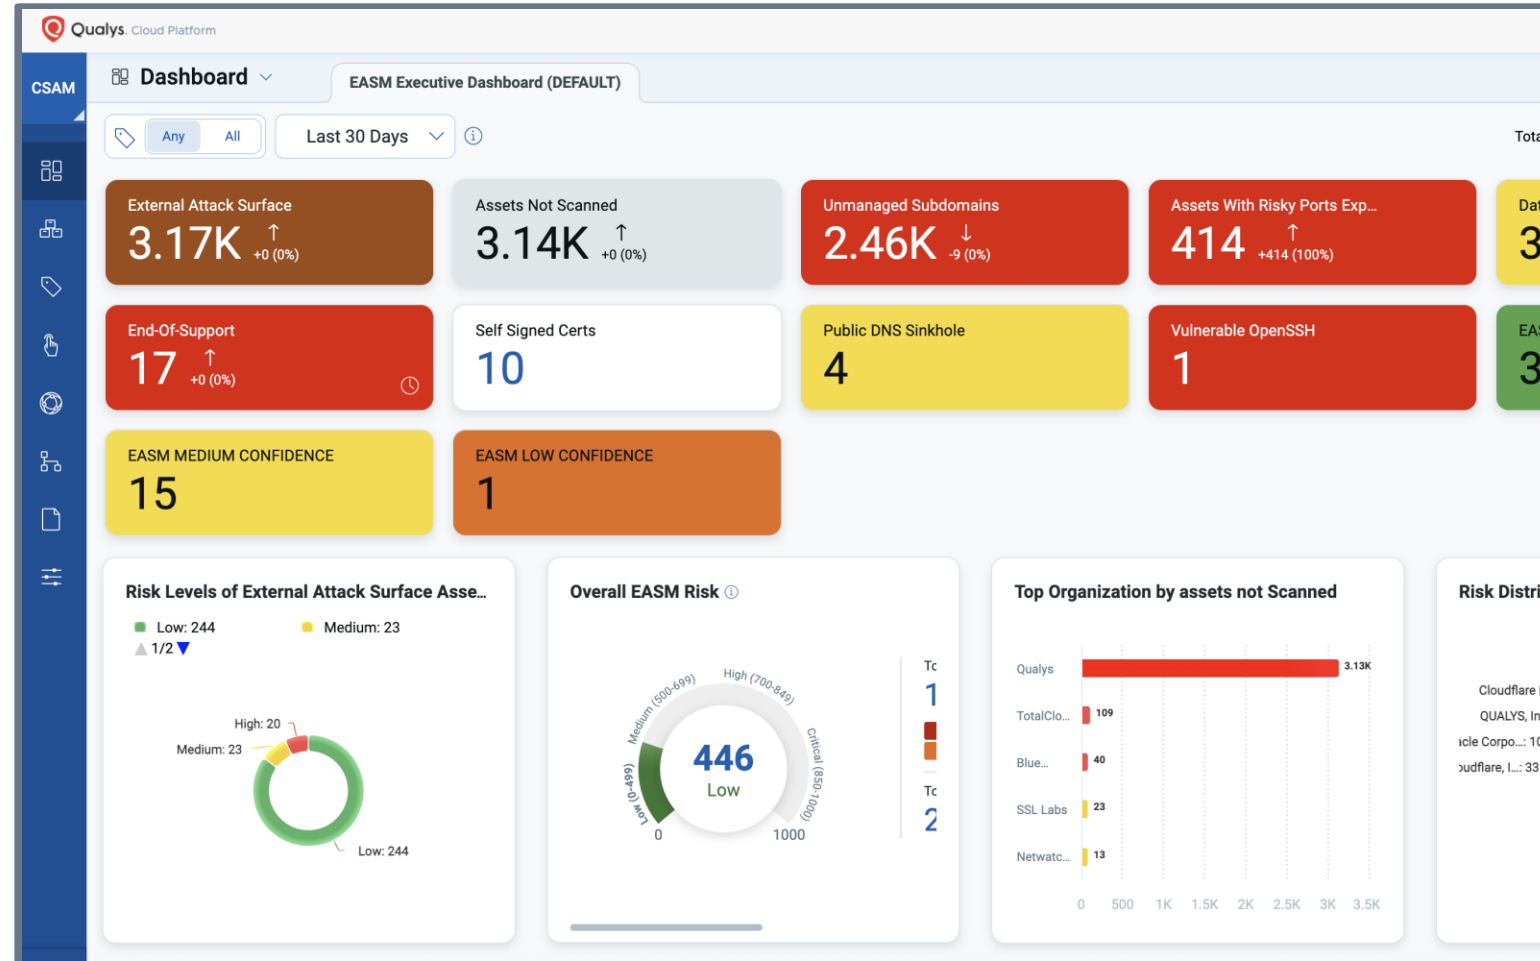 Qualys. Cloud Platform
CSAM
Dashboard
EASM Executive Dashboard (DEFAULT)
Any All
Last 30 Days
External Attack Surface
3.17K
+0 (0%)
Assets Not Scanned
3.14K
+0 (0%)
Unmanaged Subdomains
2.46K
-9 (0%)
Assets With Risky Ports Exp...
414
+414 (100%)
End-Of-Support
17
+0 (0%)
Self Signed Certs
10
Public DNS Sinkhole
4
Vulnerable OpenSSH
1
EASM MEDIUM CONFIDENCE
15
EASM LOW CONFIDENCE
1
Risk Levels of External Attack Surface Asse...
Low: 244 Medium: 23
1/2
High: 20
Medium: 23
Low: 244
Overall EASM Risk
Low (0-499)
Medium (500-699)
High (700-849)
Critical (850-1000)
446
Low
0
1000
Top Organization by assets not Scanned
Qualys 3.13K
TotalClo... 109
Blue... 40
SSL Labs 23
Netwatc... 13
0 500 1K 1.5K 2K 2.5K 3K 3.5K
Risk
Cloudflare
QUALYS,
Corpo...: 10
I...: 33